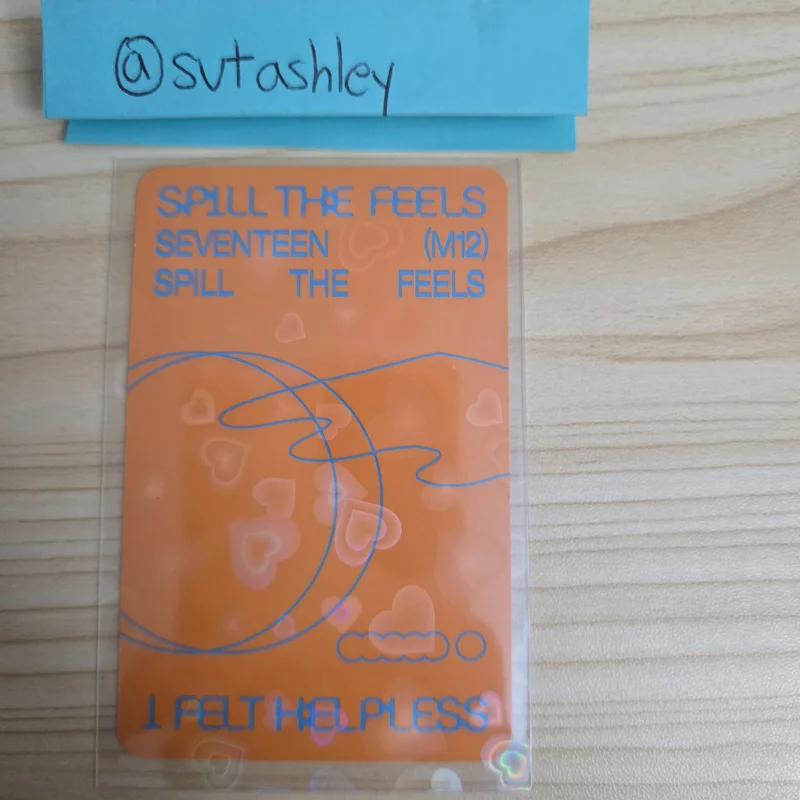 @svtashley
SPILL THE FEELS
SEVENTEEN (M12)
SPILL THE FEELS
I FELT HELPLESS